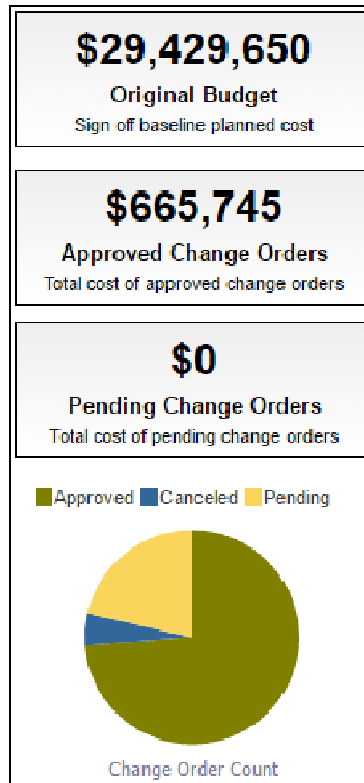 $29,429,650
Original Budget
Sign off baseline planned cost
$665,745
Approved Change Orders
Total cost of approved change orders
$0
Pending Change Orders
Total cost of pending change orders
Approved Canceled Pending
Change Order Count